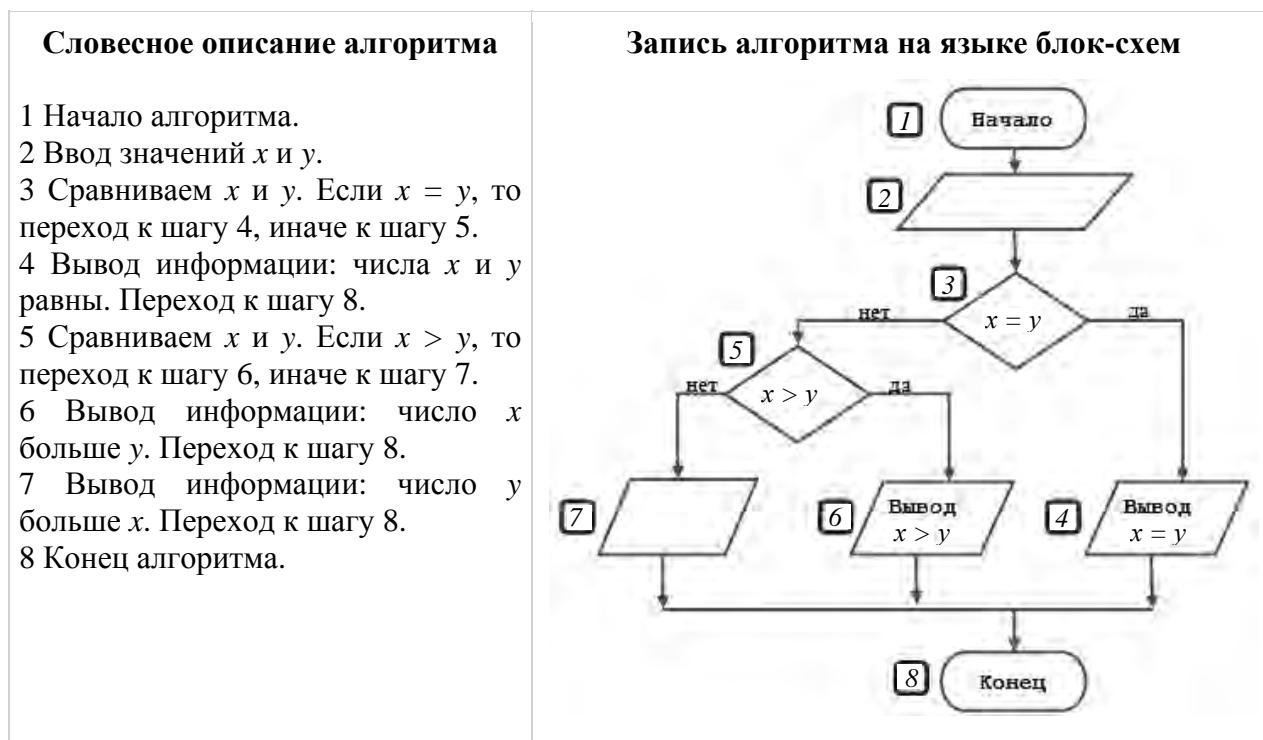 Словесное описание алгоритма
1 Начало алгоритма.
2 Ввод значений x и y.
3 Сравниваем x и y. Если x = y, то
переход к шагу 4, иначе к шагу 5.
4 Вывод информации: числа x и y
равны. Переход к шагу 8.
5 Сравниваем x и y. Если x > y, то
переход к шагу 6, иначе к шагу 7.
6 Вывод информации: число x
больше y. Переход к шагу 8.
7 Вывод информации: число y
больше x. Переход к шагу 8.
8 Конец алгоритма.
Запись алгоритма на языке блок-схем
1
Начало
2
3
нет
x = y
да
5
нет
x > y
да
7
6
Вывод
x > y
4
Вывод
x = y
8
Конец